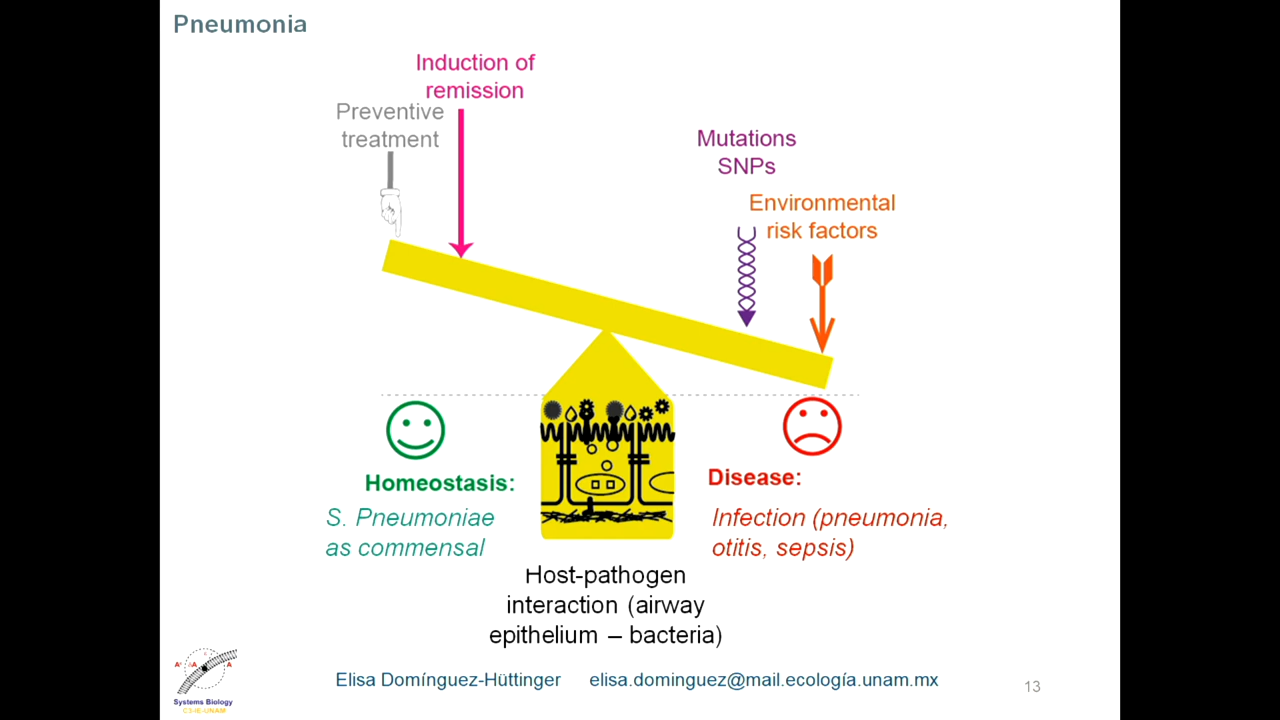 Pneumonia
Induction of
remission
Preventive
treatment
Mutations
SNPs
Environmental
risk factors
Homeostasis:
S. Pneumoniae
as commensal
Disease:
Infection (pneumonia,
otitis, sepsis)
Host-pathogen
interaction (airway
epithelium – bacteria)
Systems Biology
Elisa Domínguez-Hüttinger elisa.dominguez@mail.ecología.unam.mx
13